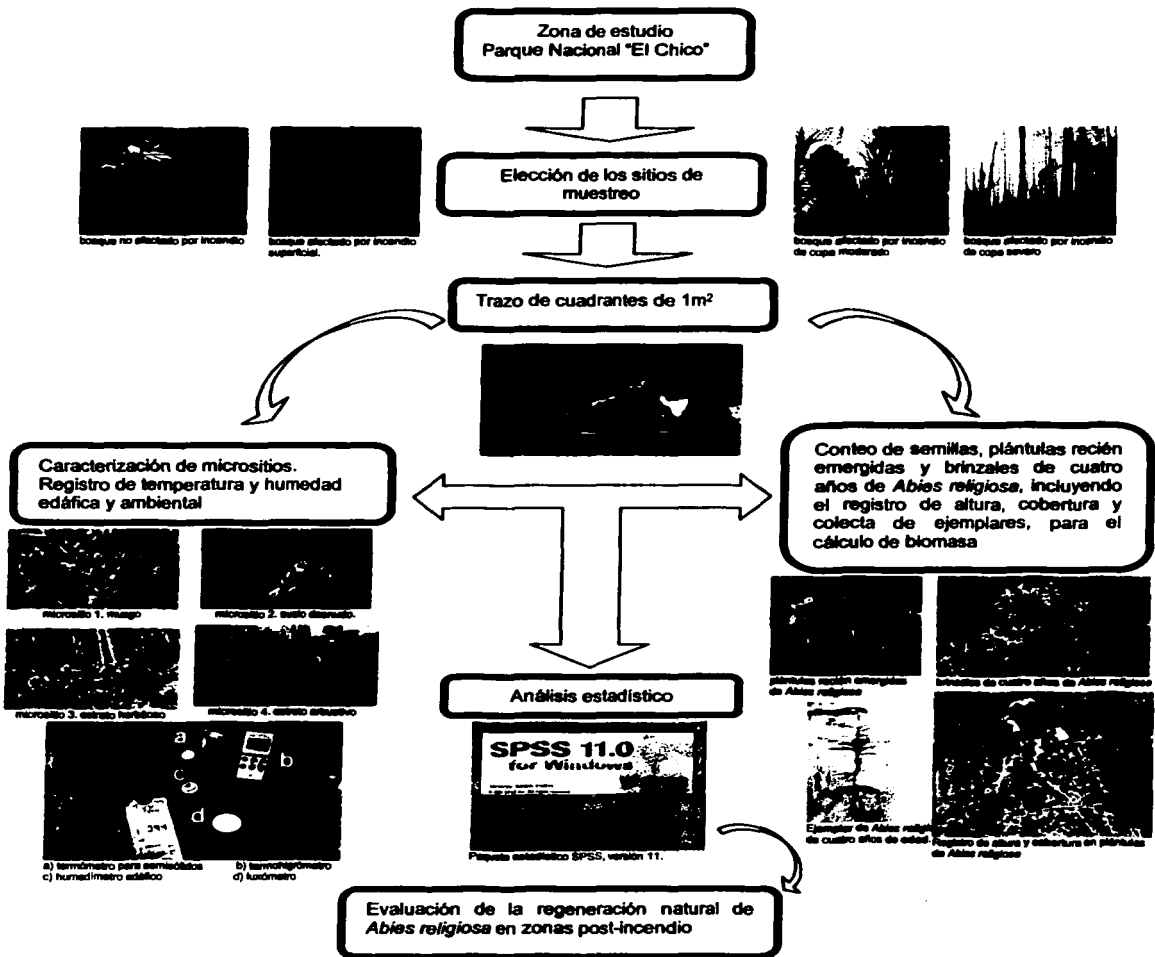 Zona de estudio
Parque Nacional "El Chico"
Elección de los sitios de
muestreo
bosque no afectado por incendio
bosque afectado por incendio
superficial.
bosque afectado por incendio
de copa moderado
bosque afectado por incendio
de copa severo
Trazo de cuadrantes de 1m²
Caracterización de micrositios.
Registro de temperatura y humedad
edáfica y ambiental
Conteo de semillas, plántulas recién
emergidas y brinzales de cuatro
años de Abies religiosa, incluyendo
el registro de altura, cobertura y
colecta de ejemplares, para el
cálculo de biomasa
micrositio 1. musgo
micrositio 2. suelo desnudo.
micrositio 3. estrato herbáceo
micrositio 4. estrato arbustivo
a
b
c
d
a) termómetro para semisólidos
b) termohigrómetro
c) humedímetro edáfico
d) luxómetro
plántulas recién emergidas
de Abies religiosa
brinzales de cuatro años de Abies religiosa
Ejemplar de Abies religiosa
de cuatro años de edad.
Registro de altura y cobertura en plántulas
de Abies religiosa
Análisis estadístico
SPSS 11.0
for Windows
Paquete estadístico SPSS, versión 11.
Evaluación de la regeneración natural de
Abies religiosa en zonas post-incendio